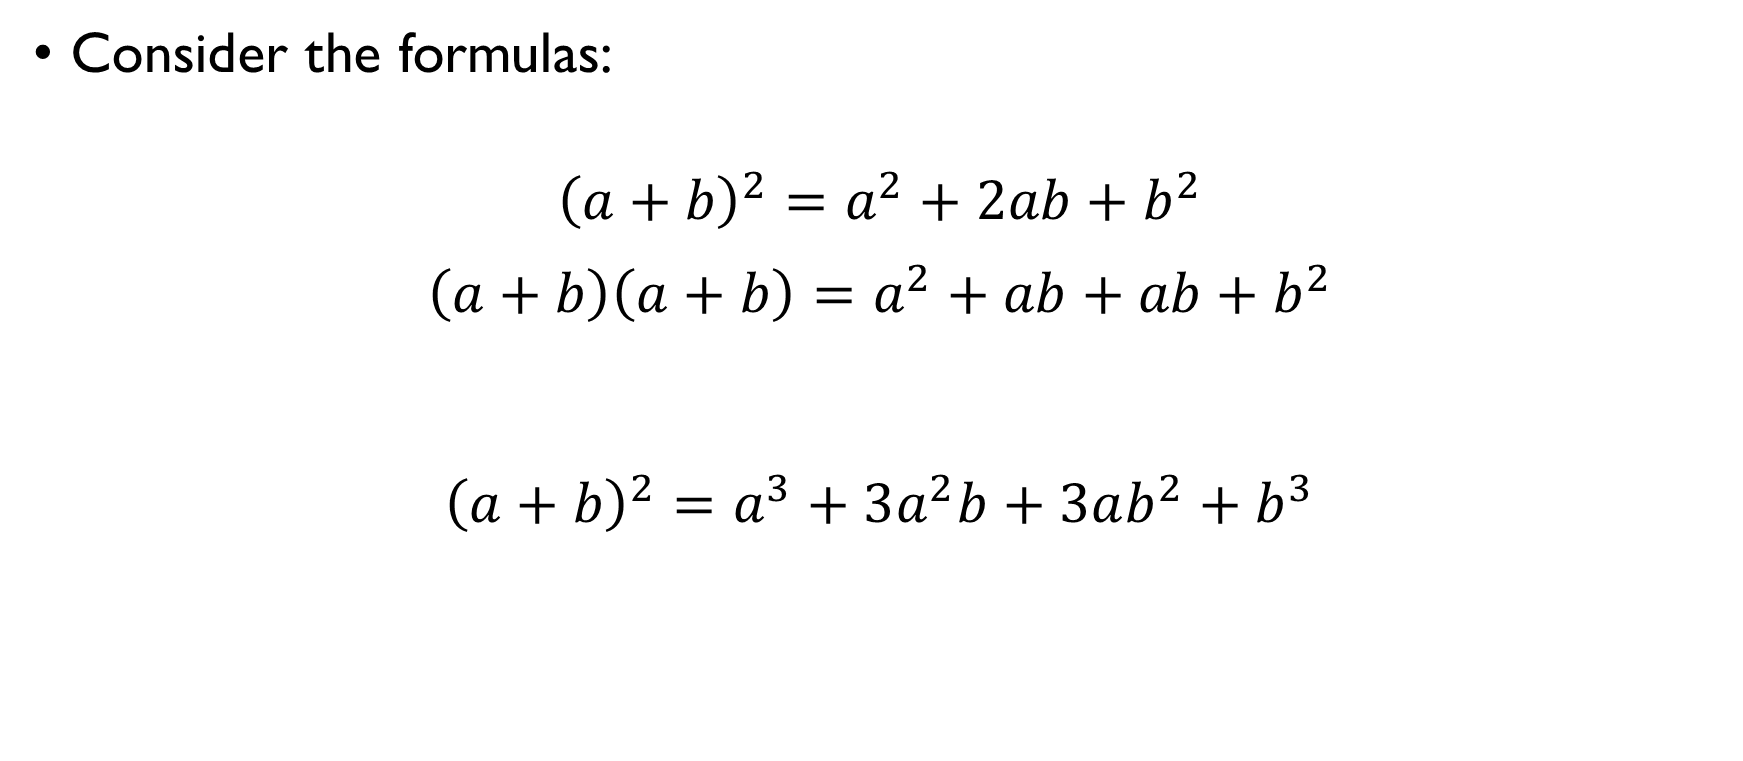 • Consider the formulas:
(a + b)² = a² + 2ab + b²
(a + b)(a + b) = a² + ab + ab + b²
(a + b)² = a³ + 3a²b + 3ab² + b³